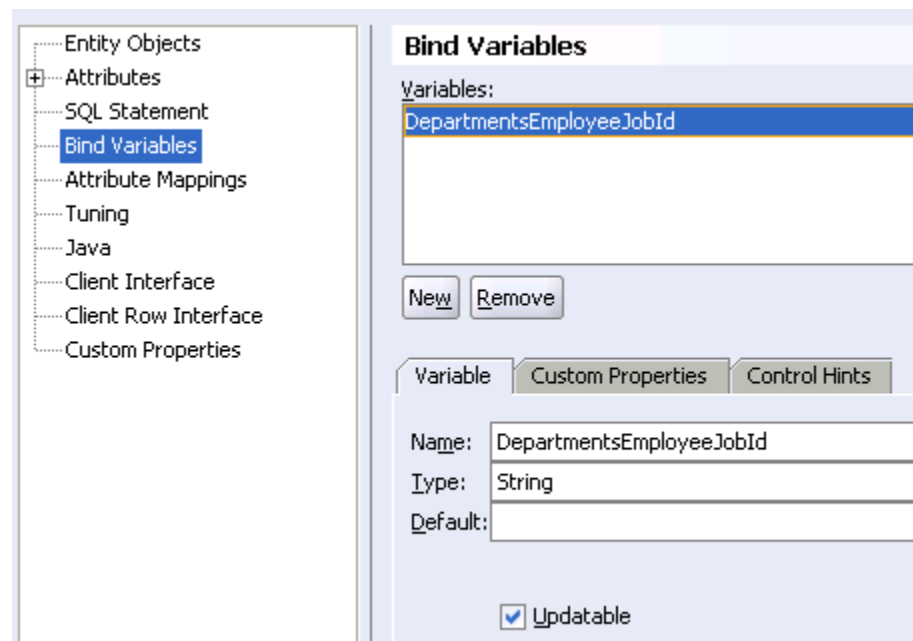 Entity Objects
Attributes
SQL Statement
Bind Variables
Attribute Mappings
Tuning
Java
Client Interface
Client Row Interface
Custom Properties
Bind Variables
Variables:
DepartmentsEmployeeJobId
New Remove
Variable Custom Properties Control Hints
Name: DepartmentsEmployeeJobId
Type: String
Default:
Updatable